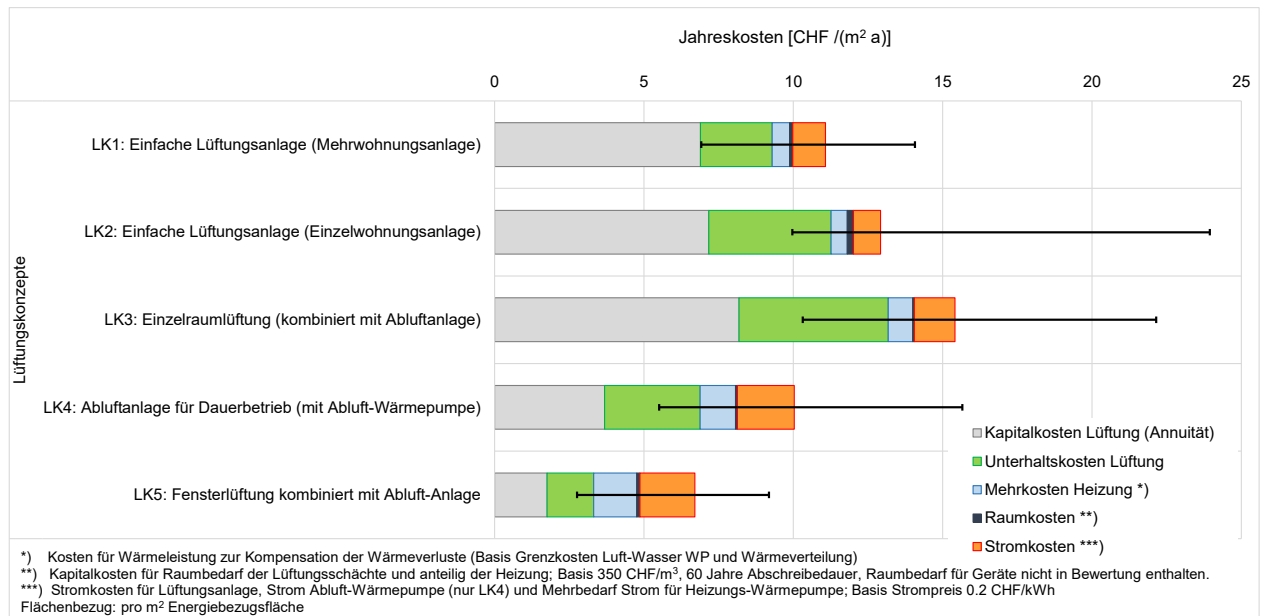 Jahreskosten [CHF /(m² a)]
0 5 10 15 20 25
Lüftungskonzepte
LK1: Einfache Lüftungsanlage (Mehrwohnungsanlage)
LK2: Einfache Lüftungsanlage (Einzelwohnungsanlage)
LK3: Einzelraumlüftung (kombiniert mit Abluftanlage)
LK4: Abluftanlage für Dauerbetrieb (mit Abluft-Wärmepumpe)
LK5: Fensterlüftung kombiniert mit Abluft-Anlage
Kapitalkosten Lüftung (Annuität)
Unterhaltskosten Lüftung
Mehrkosten Heizung *)
Raumkosten **)
Stromkosten ***)
*) Kosten für Wärmeleistung zur Kompensation der Wärmeverluste (Basis Grenzkosten Luft-Wasser WP und Wärmeverteilung)
**) Kapitalkosten für Raumbedarf der Lüftungsschächte und anteilig der Heizung; Basis 350 CHF/m³, 60 Jahre Abschreibedauer, Raumbedarf für Geräte nicht in Bewertung enthalten.
***) Stromkosten für Lüftungsanlage, Strom Abluft-Wärmepumpe (nur LK4) und Mehrbedarf Strom für Heizungs-Wärmepumpe; Basis Strompreis 0.2 CHF/kWh
Flächenbezug: pro m² Energiebezugsfläche